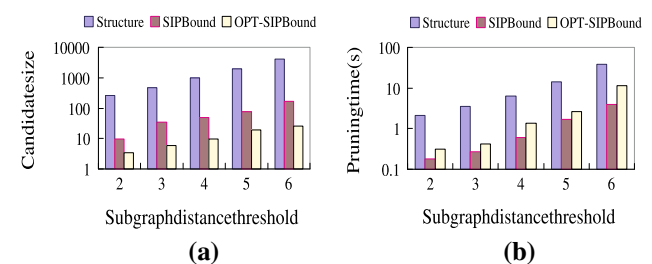 Structure SIPBound OPT-SIPBound
Candidatesize
10000
1000
100
10
1
2 3 4 5 6
Subgraphdistancethreshold
(a)
Structure SIPBound OPT-SIPBound
Pruningtime(s)
100
10
1
0.1
2 3 4 5 6
Subgraphdistancethreshold
(b)